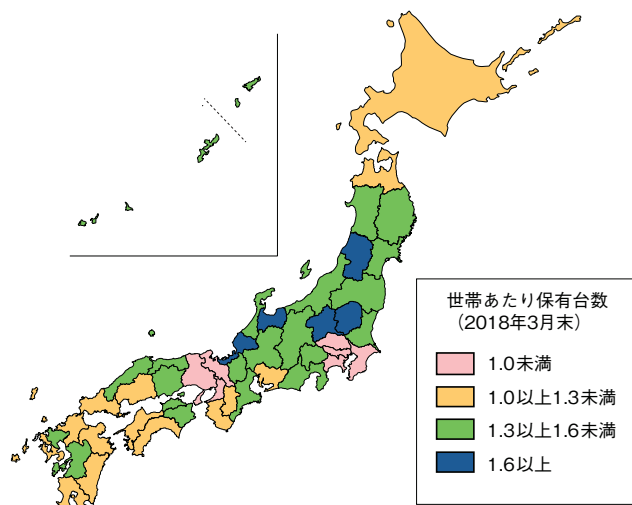 世帯あたり保有台数
（2018年3月末）
1.0未満
1.0以上1.3未満
1.3以上1.6未満
1.6以上